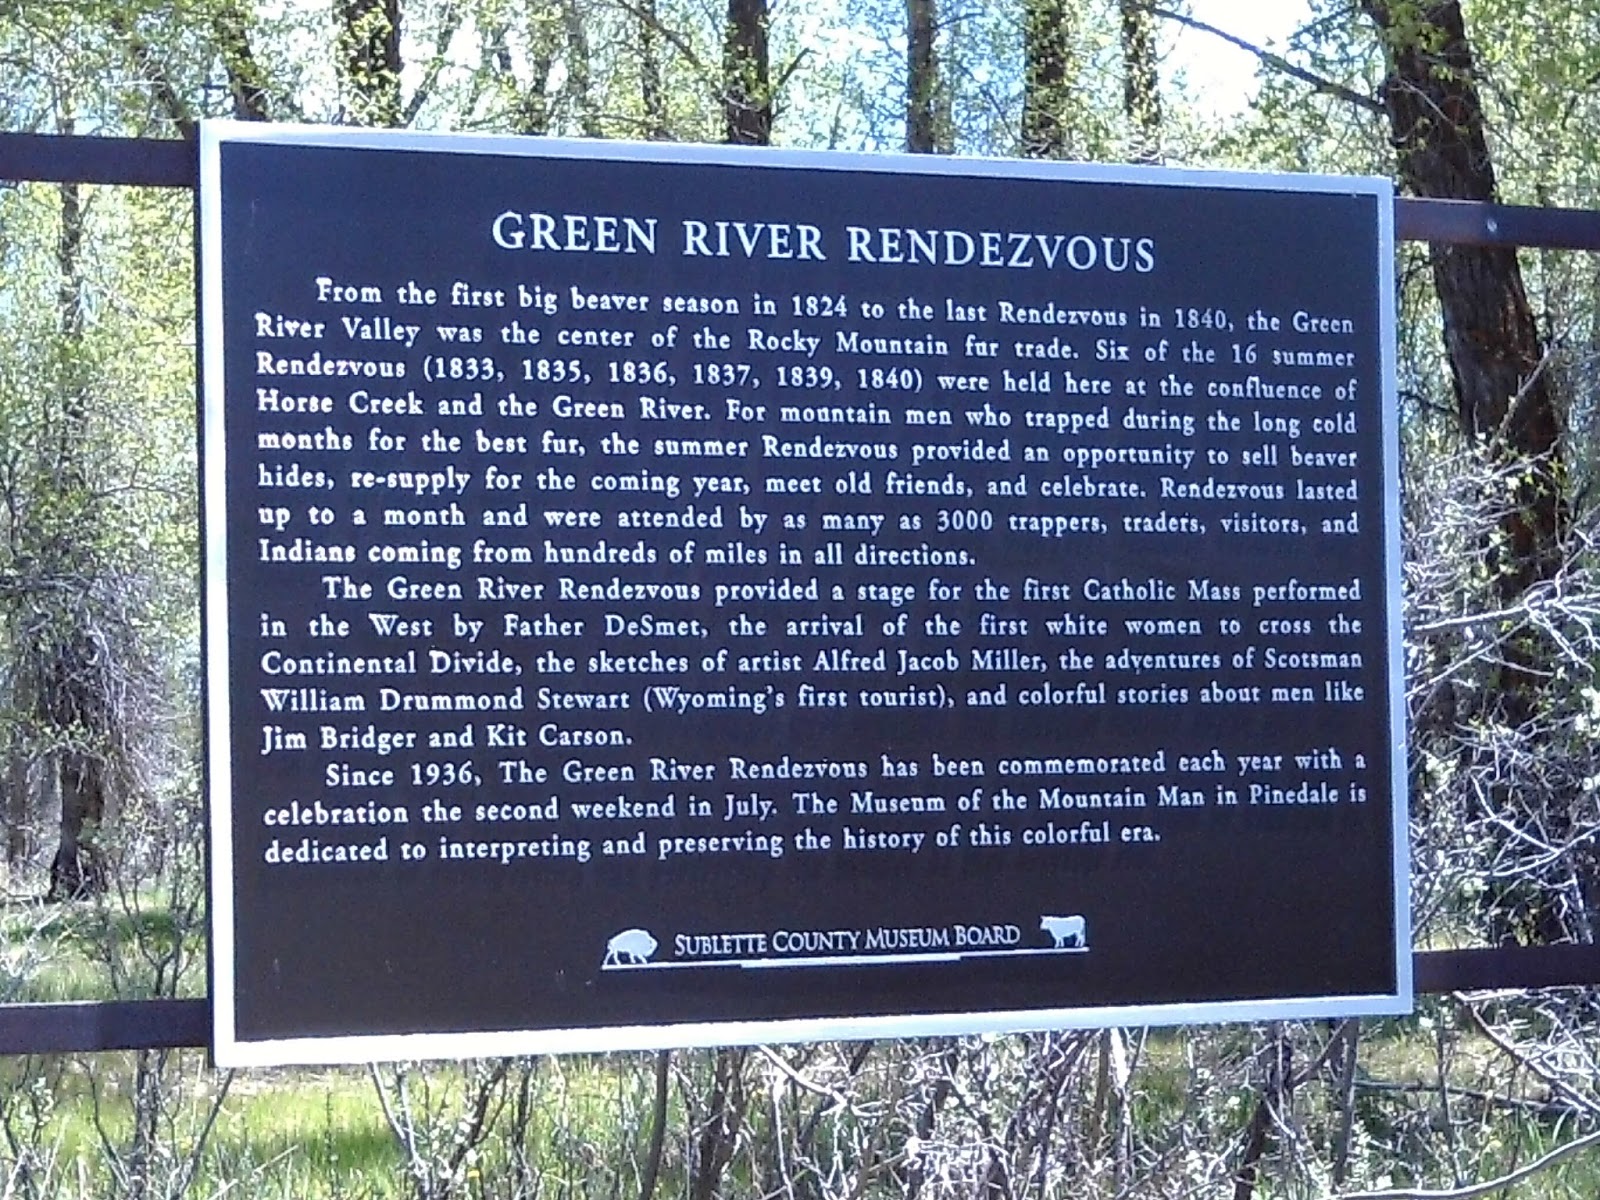 GREEN RIVER RENDEZVOUS
From the first big beaver season in 1824 to the last Rendezvous in 1840, the Green
River Valley was the center of the Rocky Mountain fur trade. Six of the 16 summer
Rendezvous (1833, 1835, 1836, 1837, 1839, 1840) were held here at the confluence of
Horse Creek and the Green River. For mountain men who trapped during the long cold
months for the best fur, the summer Rendezvous provided an opportunity to sell beaver
hides, re-supply for the coming year, meet old friends, and celebrate. Rendezvous lasted
up to a month and were attended by as many as 3000 trappers, traders, visitors, and
Indians coming from hundreds of miles in all directions.
The Green River Rendezvous provided a stage for the first Catholic Mass performed
in the West by Father DeSmet, the arrival of the first white women to cross the
Continental Divide, the sketches of artist Alfred Jacob Miller, the adventures of Scotsman
William Drummond Stewart (Wyoming's first tourist), and colorful stories about men like
Jim Bridger and Kit Carson.
Since 1936, The Green River Rendezvous has been commemorated each year with a
celebration the second weekend in July. The Museum of the Mountain Man in Pinedale is
dedicated to interpreting and preserving the history of this colorful era.
SUBLETTE COUNTY MUSEUM BOARD